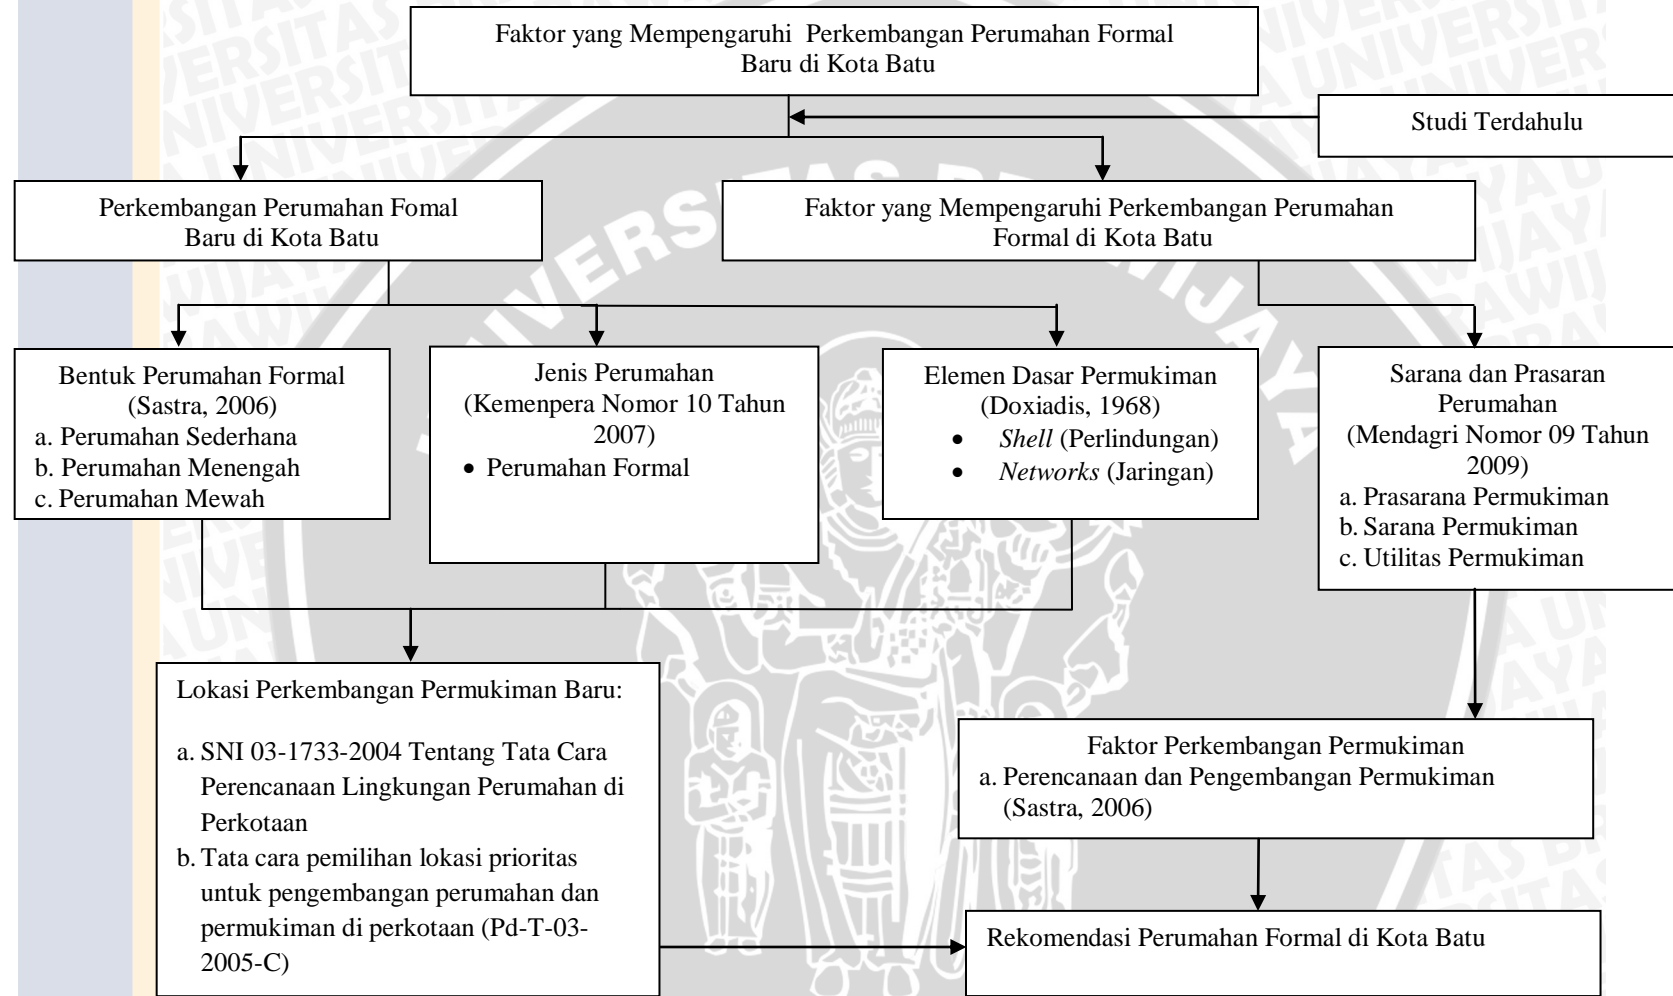 Faktor yang Mempengaruhi Perkembangan Perumahan Formal
Baru di Kota Batu
Studi Terdahulu
Perkembangan Perumahan Fomal
Baru di Kota Batu
Faktor yang Mempengaruhi Perkembangan Perumahan
Formal di Kota Batu
Bentuk Perumahan Formal
(Sastra, 2006)
a. Perumahan Sederhana
b. Perumahan Menengah
c. Perumahan Mewah
Jenis Perumahan
(Kemenpera Nomor 10 Tahun
2007)
• Perumahan Formal
Elemen Dasar Permukiman
(Doxiadis, 1968)
• Shell (Perlindungan)
• Networks (Jaringan)
Sarana dan Prasaran
Perumahan
(Mendagri Nomor 09 Tahun
2009)
a. Prasarana Permukiman
b. Sarana Permukiman
c. Utilitas Permukiman
Lokasi Perkembangan Permukiman Baru:
a. SNI 03-1733-2004 Tentang Tata Cara
Perencanaan Lingkungan Perumahan di
Perkotaan
b. Tata cara pemilihan lokasi prioritas
untuk pengembangan perumahan dan
permukiman di perkotaan (Pd-T-03-
2005-C)
Faktor Perkembangan Permukiman
a. Perencanaan dan Pengembangan Permukiman
(Sastra, 2006)
Rekomendasi Perumahan Formal di Kota Batu